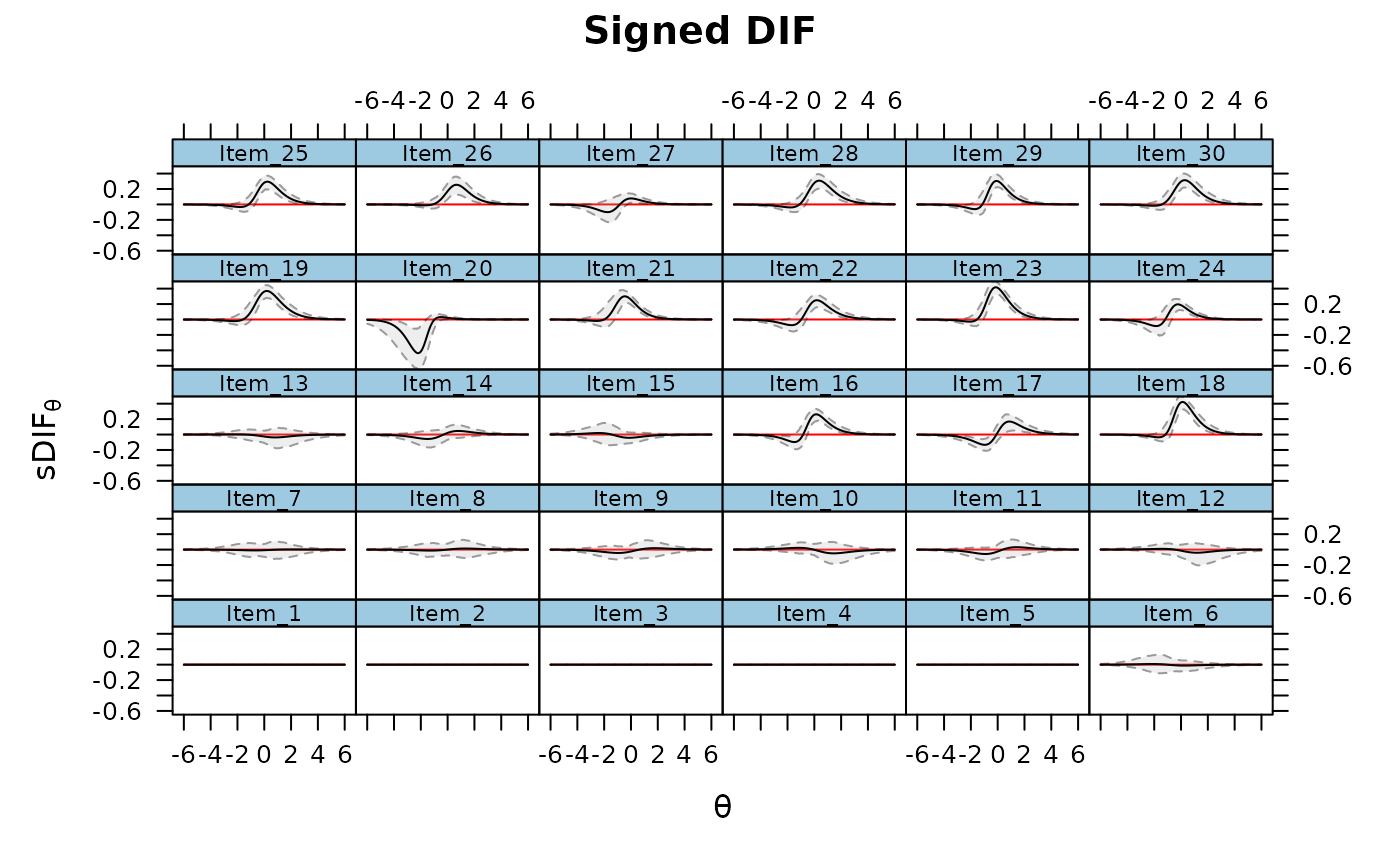 Signed DIF
-6 -4 -2 0 2 4 6 -6 -4 -2 0 2 4 6 -6 -4 -2 0 2 4 6
Item_25 Item_26 Item_27 Item_28 Item_29 Item_30
0.2
-0.2
-0.6
Item_19 Item_20 Item_21 Item_22 Item_23 Item_24
0.2
-0.2
-0.6
Item_13 Item_14 Item_15 Item_16 Item_17 Item_18
0.2
-0.2
-0.6
Item_7 Item_8 Item_9 Item_10 Item_11 Item_12
0.2
-0.2
-0.6
Item_1 Item_2 Item_3 Item_4 Item_5 Item_6
0.2
-0.2
-0.6
-6 -4 -2 0 2 4 6 -6 -4 -2 0 2 4 6 -6 -4 -2 0 2 4 6
sDIFθ
θ